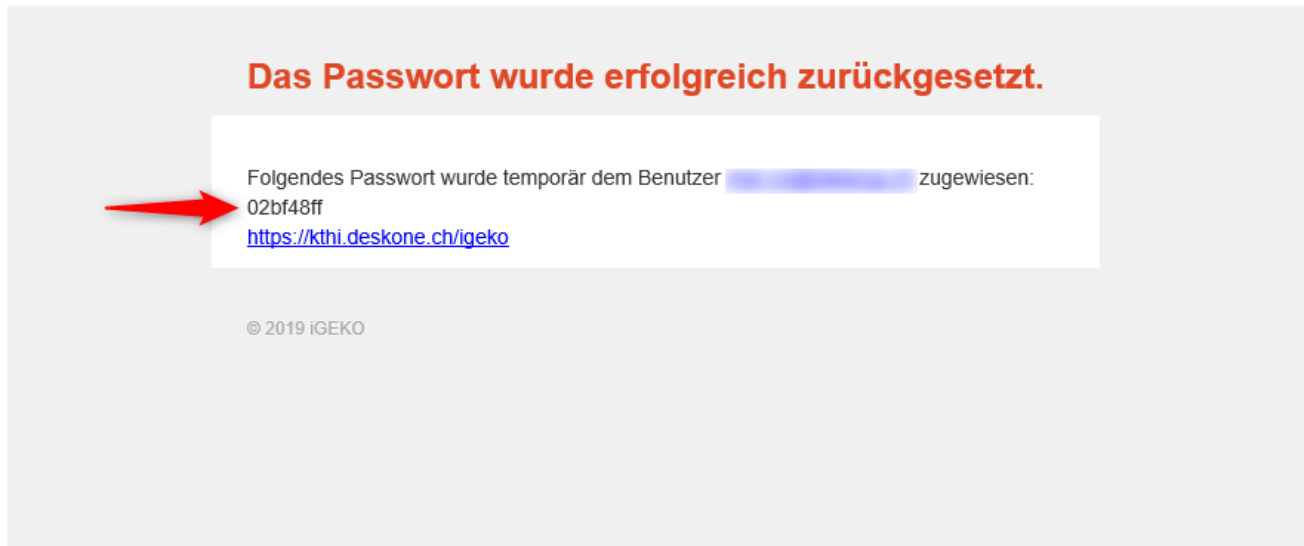 Das Passwort wurde erfolgreich zurückgesetzt.
Folgendes Passwort wurde temporär dem Benutzer zugewiesen:
02bf48ff
https://kthi.deskone.ch/igeko
© 2019 iGEKO